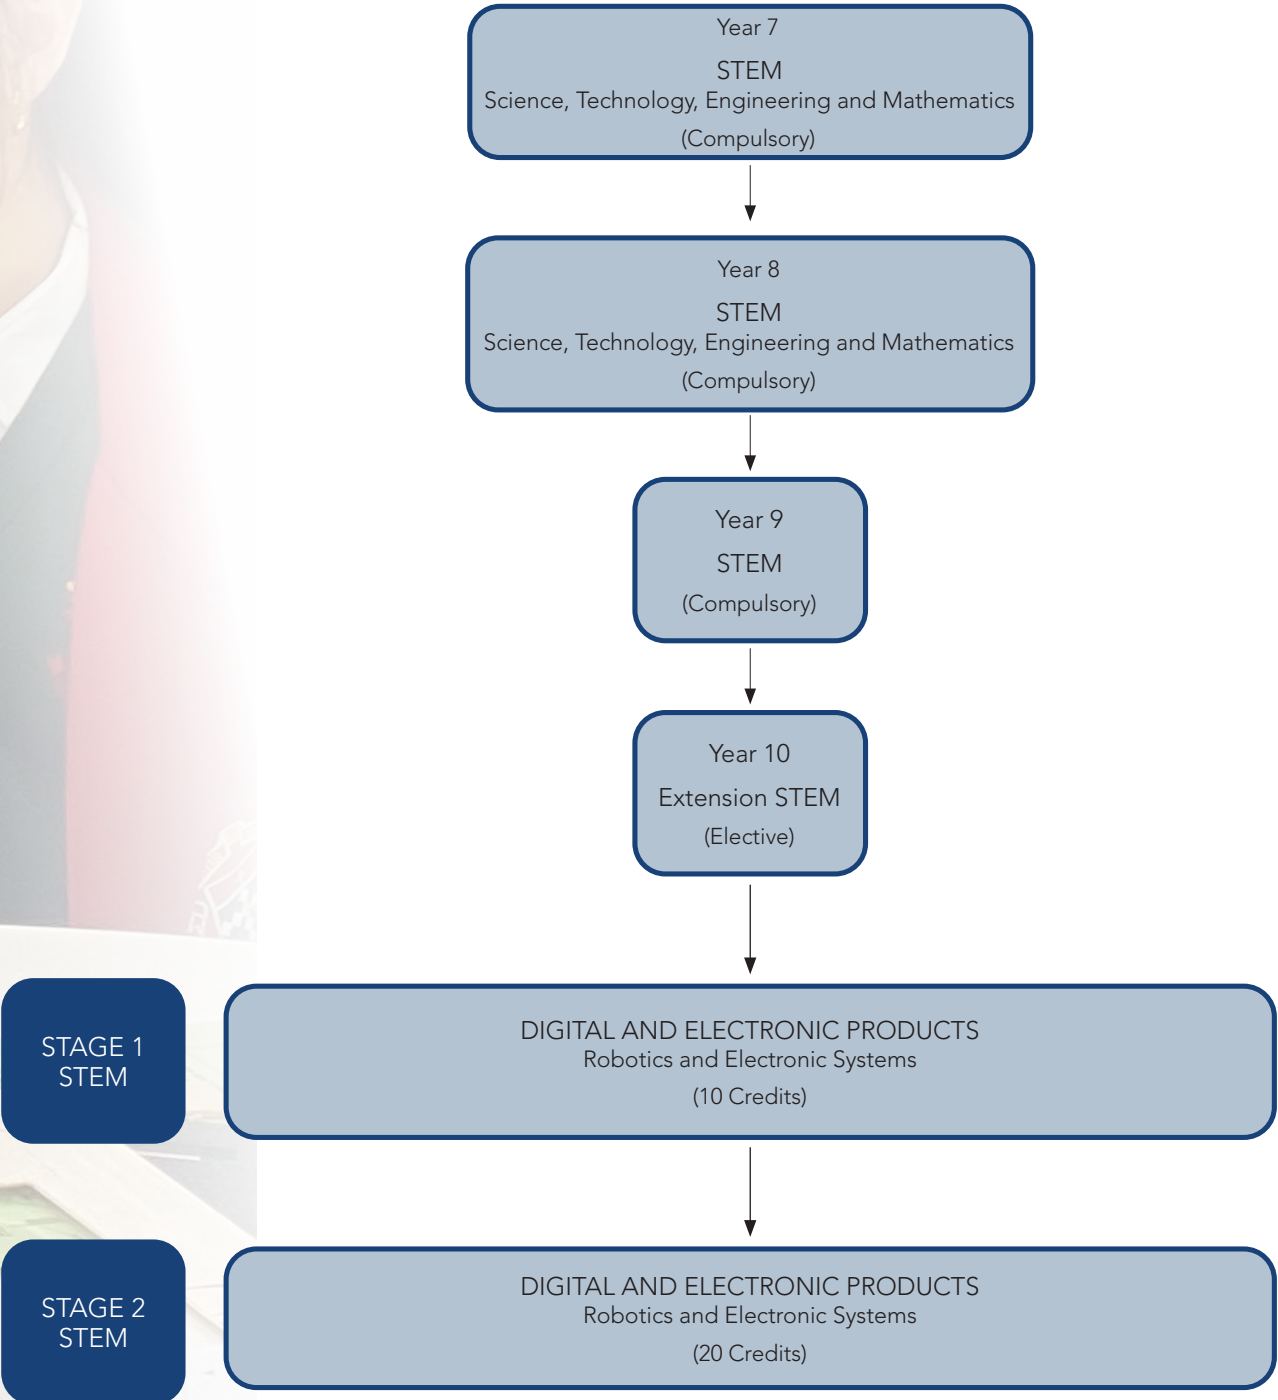 Year 7
STEM
Science, Technology, Engineering and Mathematics
(Compulsory)
Year 8
STEM
Science, Technology, Engineering and Mathematics
(Compulsory)
Year 9
STEM
(Compulsory)
Year 10
Extension STEM
(Elective)
STAGE 1
STEM
DIGITAL AND ELECTRONIC PRODUCTS
Robotics and Electronic Systems
(10 Credits)
STAGE 2
STEM
DIGITAL AND ELECTRONIC PRODUCTS
Robotics and Electronic Systems
(20 Credits)